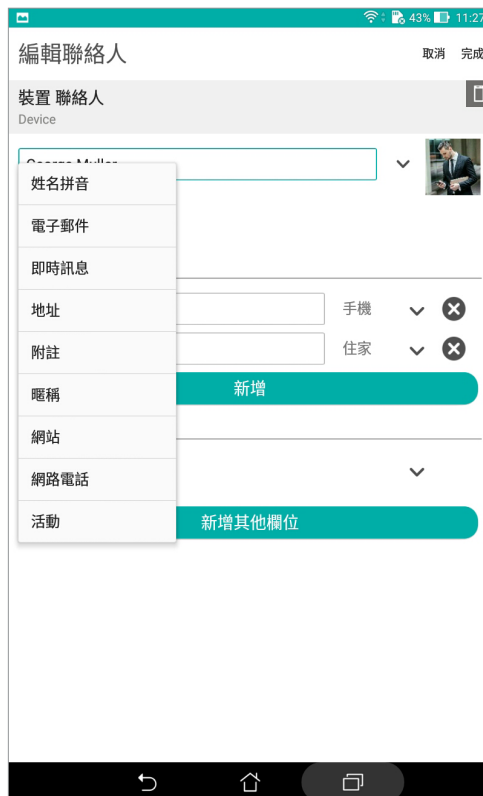 43% 11:27
編輯聯絡人
取消 完成
裝置 聯絡人
Device
姓名拼音
電子郵件
即時訊息
地址
手機
附註
住家
暱稱
新增
網站
網路電話
活動
新增其他欄位